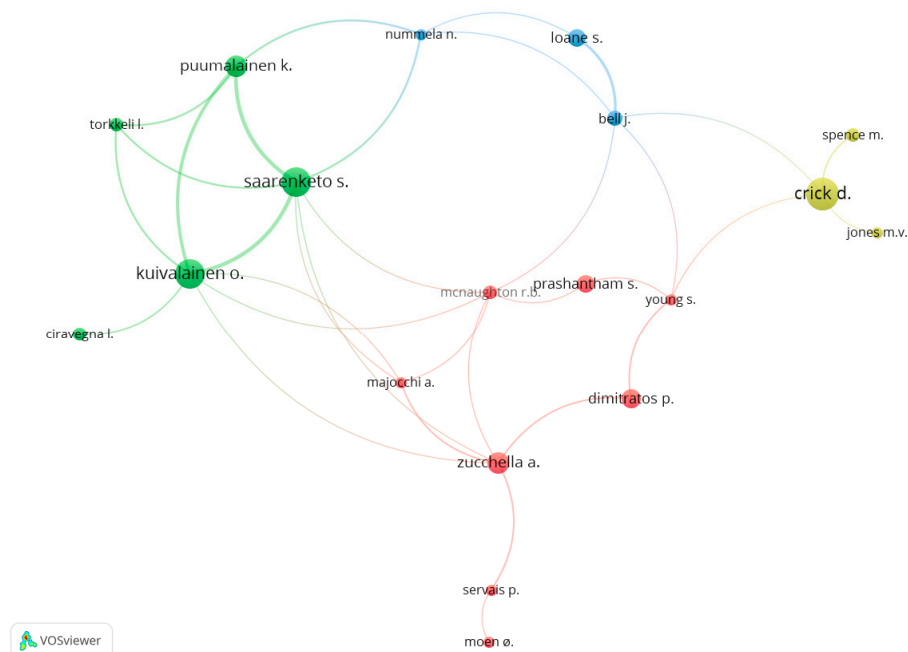 nummela n.
loane s.
puumalainen k.
bell j.
torkkeli l.
spence m.
saarenketo s.
crick d.
jones m.v.
kuivalainen o.
prashantham s.
mcnaughton r.b.
young s.
ciravegna l.
majocchi a.
dimitratos p.
zucchella a.
servais p.
moen ø.
VOSviewer